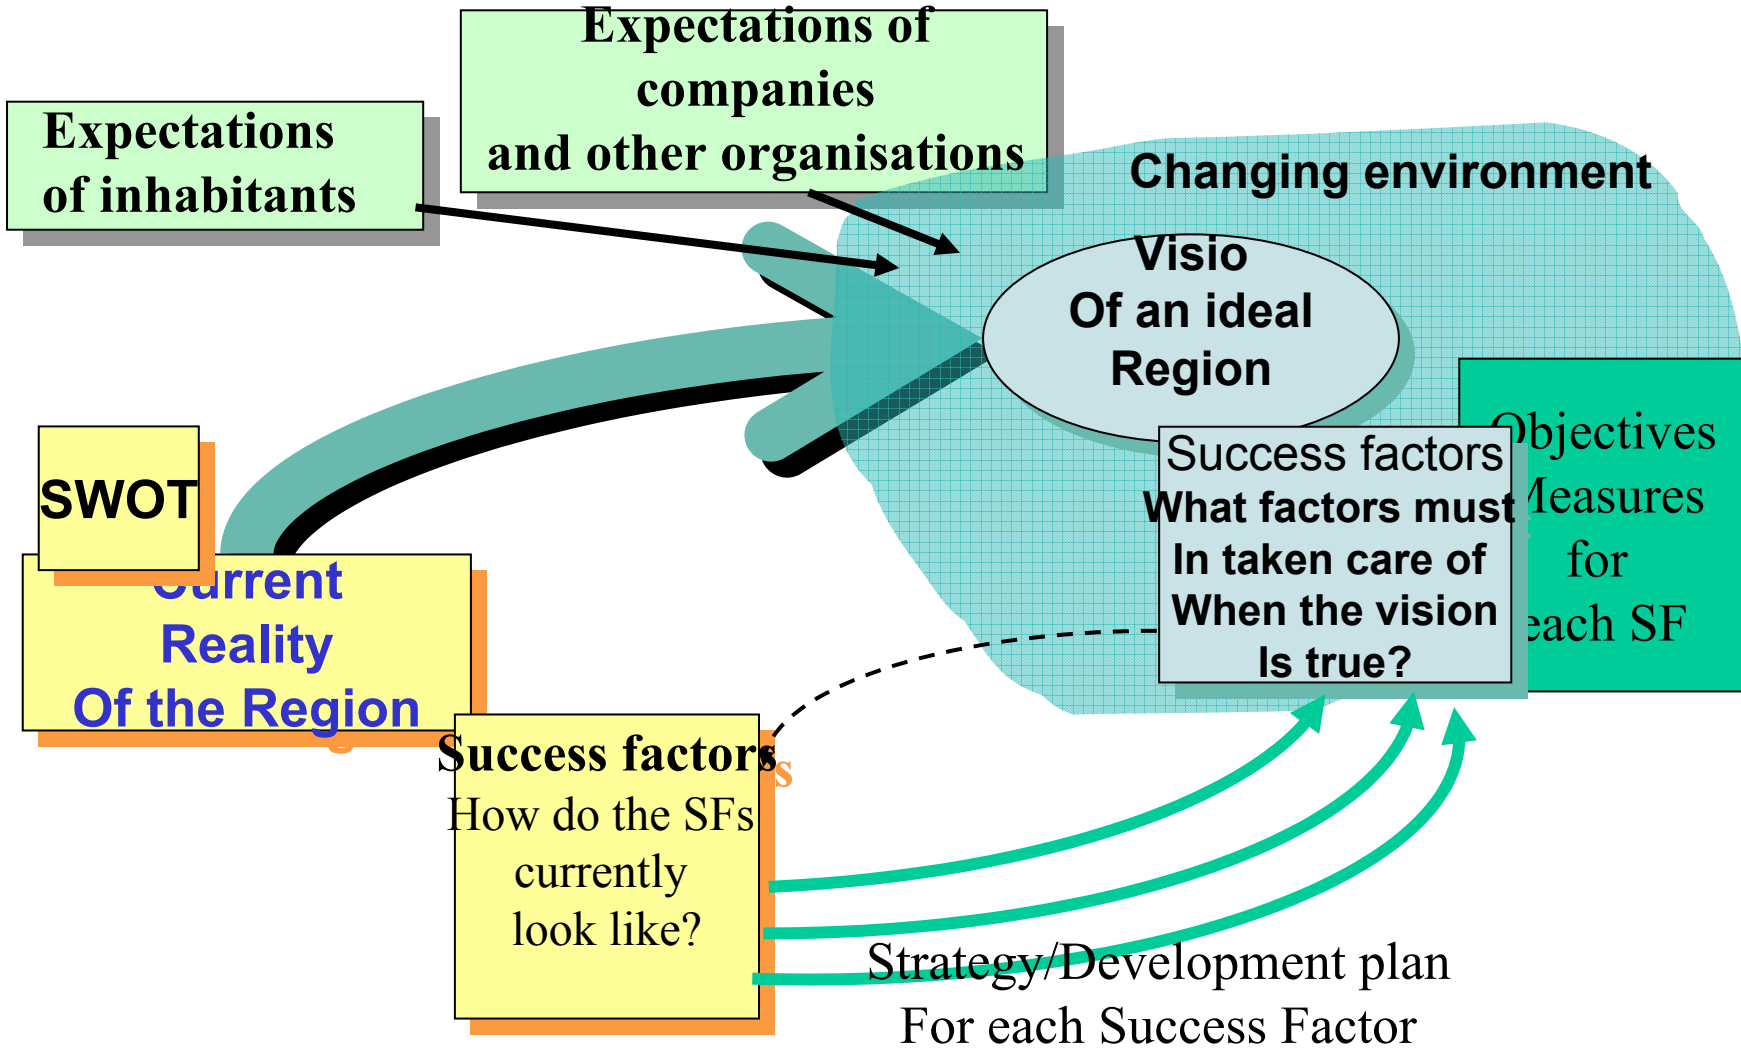 Expectations of
companies
and other organisations
Expectations
of inhabitants
Changing environment
Visio
Of an ideal
Region
SWOT
Current
Reality
Of the Region
Success factors
What factors must
In taken care of
When the vision
Is true?
Objectives
Measures
for
each SF
Success factors
How do the SFs
currently
look like?
Strategy/Development plan
For each Success Factor